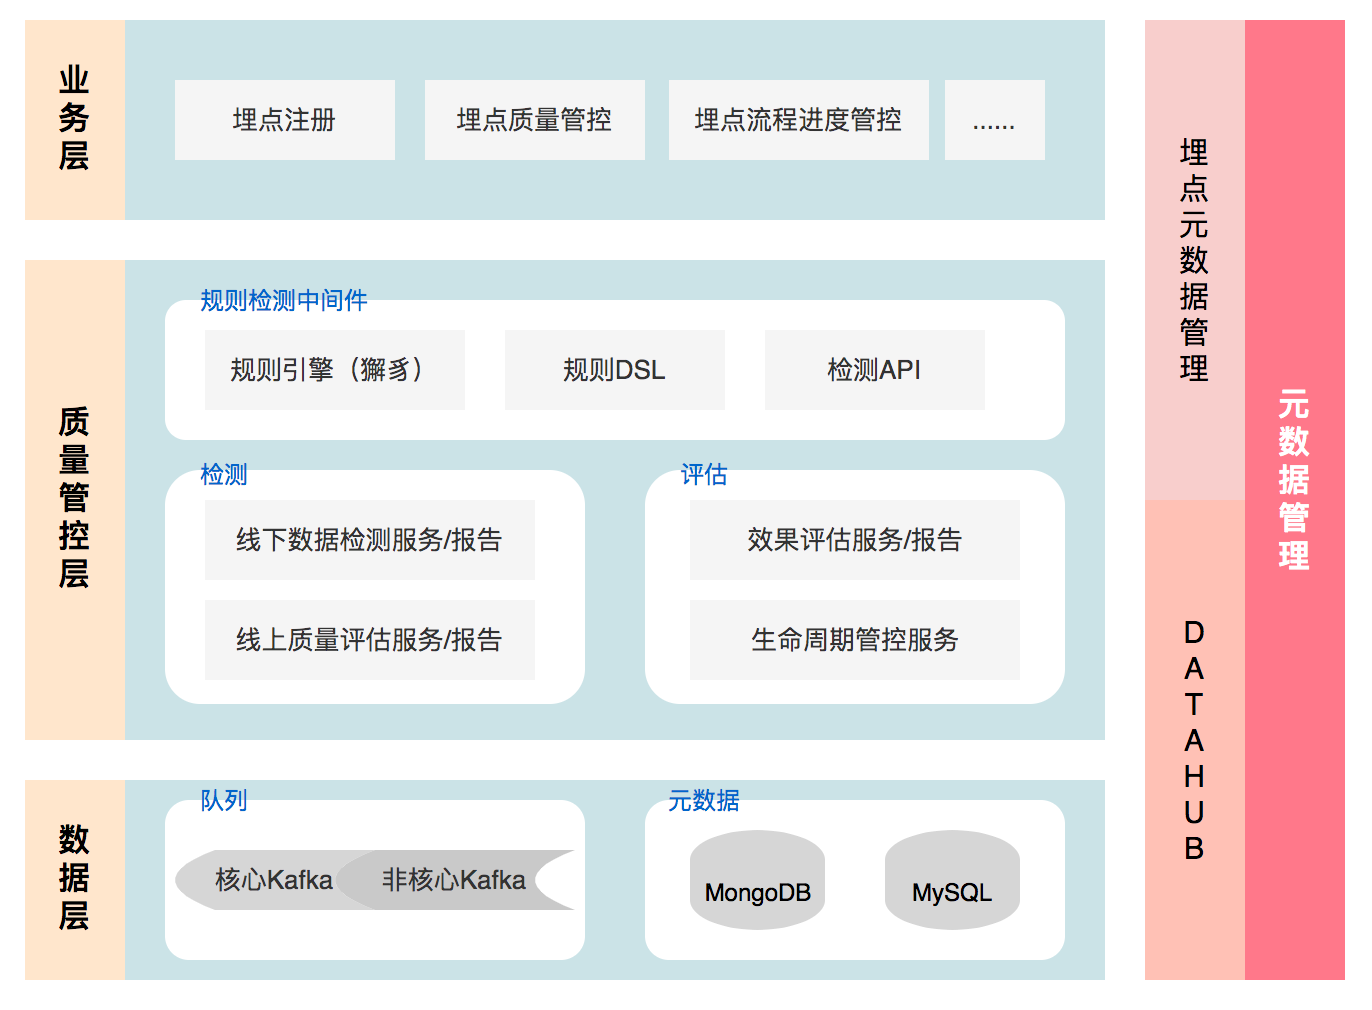 业务层
埋点注册
埋点质量管控
埋点流程进度管控
......
质量管控层
规则检测中间件
规则引擎（獬豸）
规则DSL
检测API
检测
线下数据检测服务/报告
线上质量评估服务/报告
评估
效果评估服务/报告
生命周期管控服务
数据层
队列
核心Kafka
非核心Kafka
元数据
MongoDB
MySQL
埋点元数据管理
DATAHUB
元数据管理